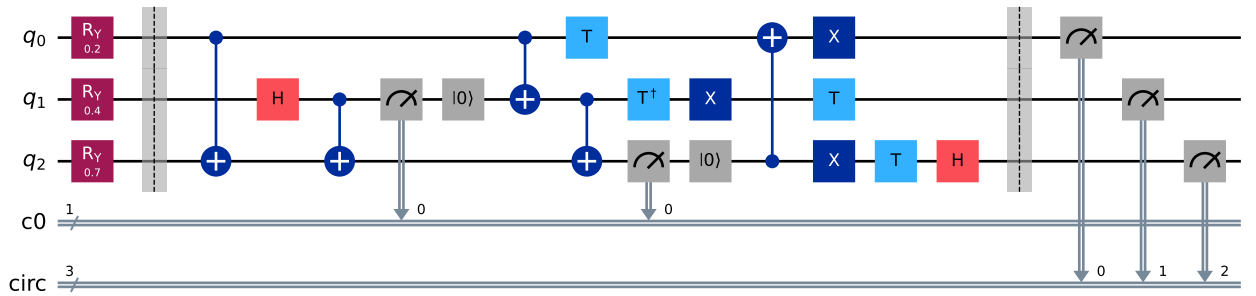 q0 RY 0.2 T X
q1 RY 0.4 H |0⟩ T† X T
q2 RY 0.7 |0⟩ X T H
c0 1 0 0
circ 3 0 1 2